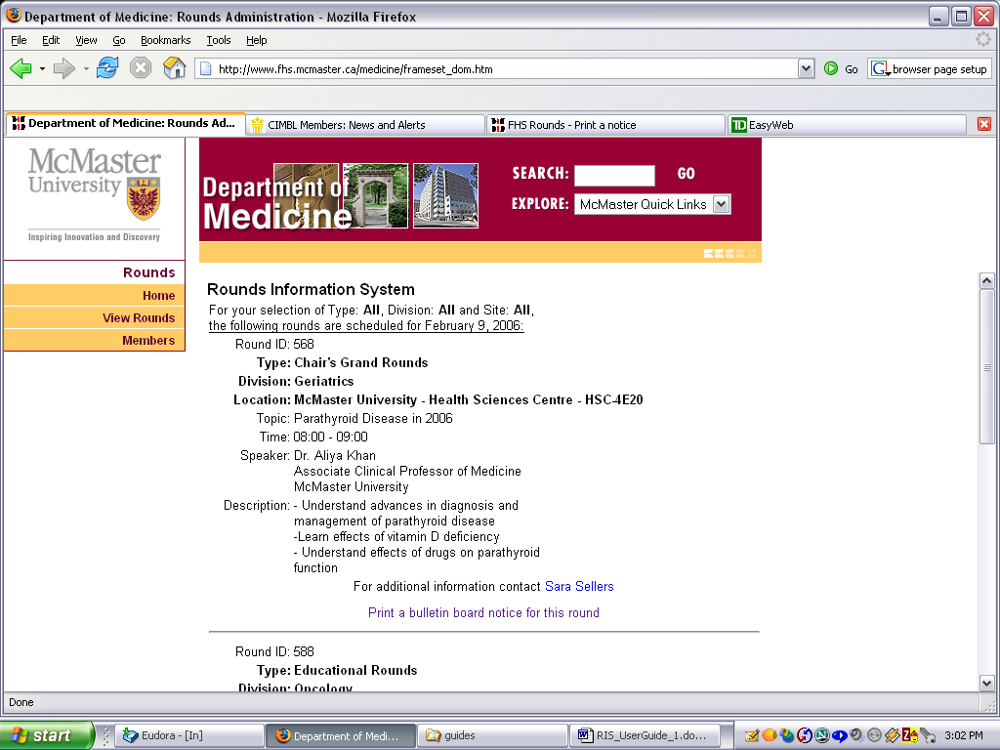 Department of Medicine: Rounds Administration - Mozilla Firefox
File Edit View Go Bookmarks Tools Help
http://www.fhs.mcmaster.ca/medicine/frameset_dom.htm
Go
G browser page setup
Department of Medicine: Rounds Ad...
CIMBL Members: News and Alerts
FHS Rounds - Print a notice
TD EasyWeb
McMaster
University
Inspiring Innovation and Discovery
Rounds
Home
View Rounds
Members
Department of
Medicine
SEARCH: GO
EXPLORE: McMaster Quick Links
Rounds Information System
For your selection of Type: All, Division: All and Site: All,
the following rounds are scheduled for February 9, 2006:
Round ID: 568
Type: Chair's Grand Rounds
Division: Geriatrics
Location: McMaster University - Health Sciences Centre - HSC-4E20
Topic: Parathyroid Disease in 2006
Time: 08:00 - 09:00
Speaker: Dr. Aliya Khan
Associate Clinical Professor of Medicine
McMaster University
Description: - Understand advances in diagnosis and
management of parathyroid disease
-Learn effects of vitamin D deficiency
- Understand effects of drugs on parathyroid
function
For additional information contact Sara Sellers
Print a bulletin board notice for this round
Round ID: 588
Type: Educational Rounds
Division: Oncology
Done
start
Eudora - [In]
Department of Medi...
guides
RIS_UserGuide_1.do...
3:02 PM